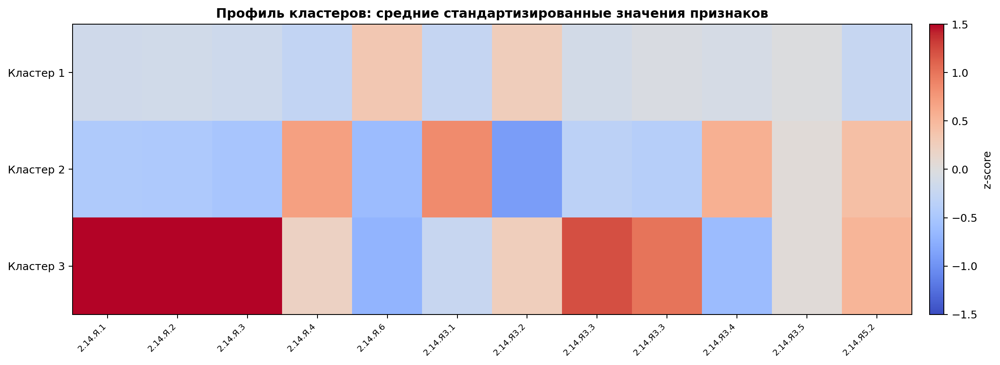 Профиль кластеров: средние стандартизированные значения признаков
Кластер 1
Кластер 2
Кластер 3
2.14.Я.1
2.14.Я.2
2.14.Я.3
2.14.Я.4
2.14.Я.6
2.14.Я3.1
2.14.Я3.2
2.14.Я3.3
2.14.Я3.3
2.14.Я3.4
2.14.Я3.5
2.14.Я5.2
1.5
1.0
0.5
0.0
−0.5
−1.0
−1.5
z-score